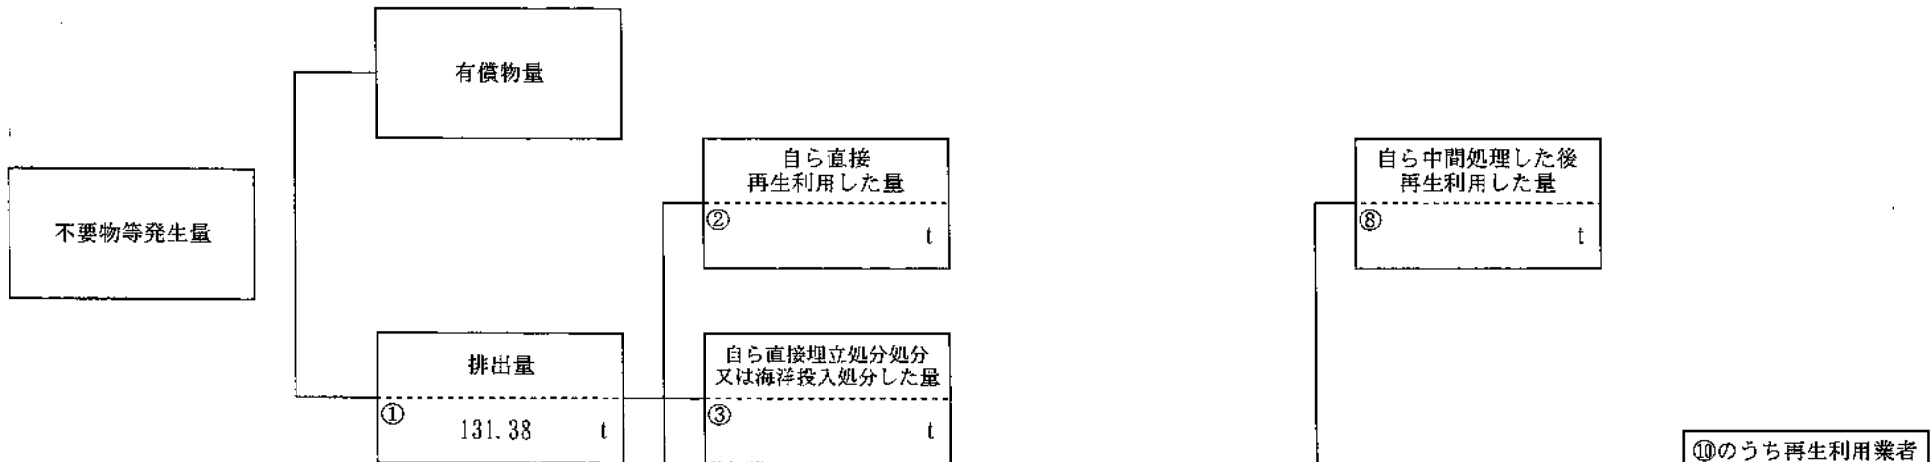 有償物量
不要物等発生量
自ら直接
再生利用した量
②
t
自ら中間処理した後
再生利用した量
⑧
t
排出量
①
131.38 t
自ら直接埋立処分処分
又は海洋投入処分した量
③
t
⑩のうち再生利用業者